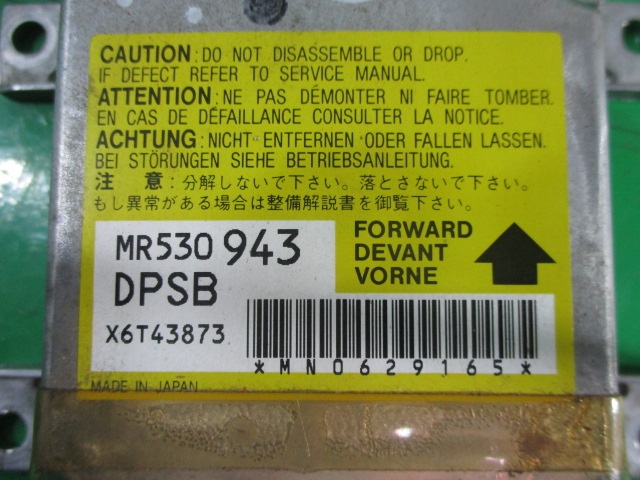 CAUTION : DO NOT DISASSEMBLE OR DROP.
IF DEFECT REFER TO SERVICE MANUAL.
ATTENTION : NE PAS DÉMONTER NI FAIRE TOMBER.
EN CAS DE DÉFAILLANCE CONSULTER LA NOTICE.
ACHTUNG : NICHT ENTFERNEN ODER FALLEN LASSEN.
BEI STÖRUNGEN SIEHE BETRIEBSANLEITUNG.
注 意 : 分解しないで下さい。落とさないで下さい。
もし異常がある場合は整備解説書を御覧下さい。
MR530 943
DPSB
X6T43873
FORWARD
DEVANT
VORNE
*MN0629165*
MADE IN JAPAN